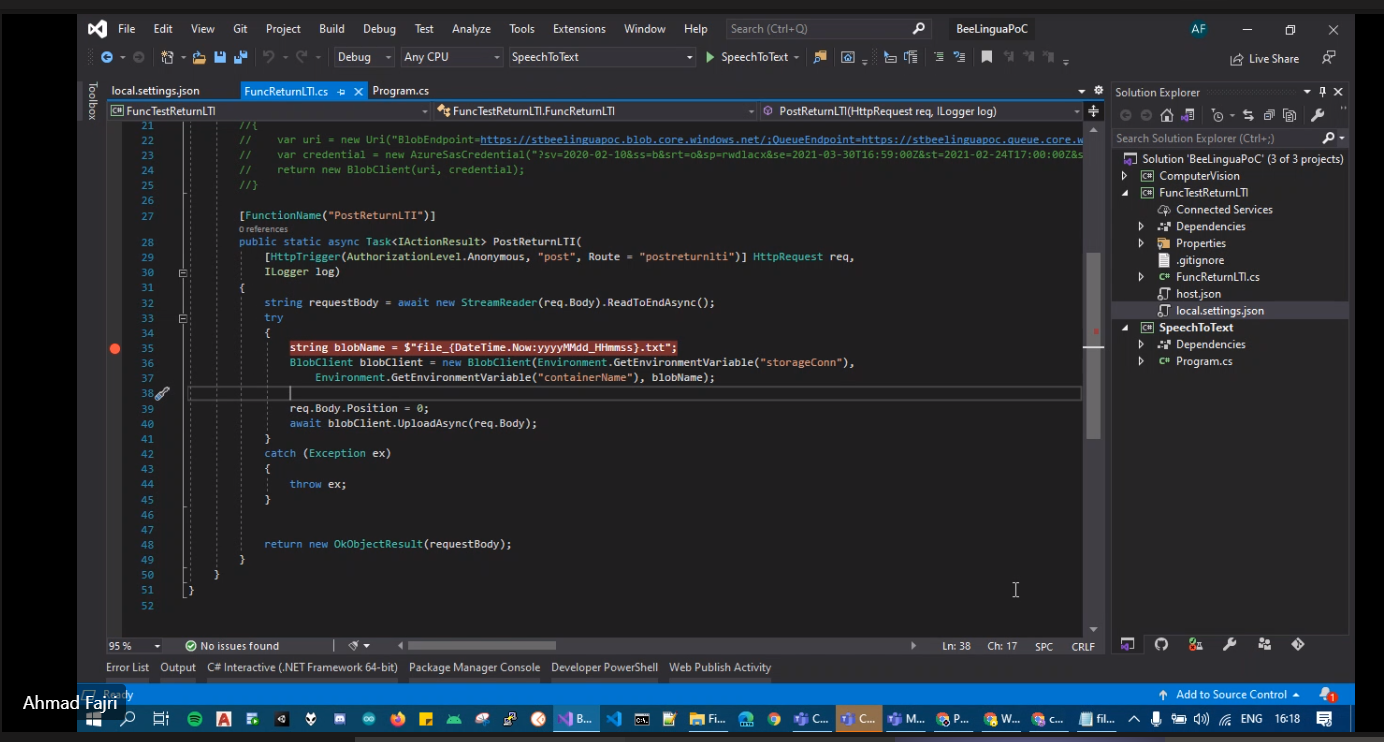 File Edit View Git Project Build Debug Test Analyze Tools Extensions Window Help Search (Ctrl+Q) BeeLinguaPoC AF
Debug Any CPU SpeechToText SpeechToText Live Share
Toolbox
local.settings.json FuncReturnLTI.cs Program.cs
FuncTestReturnLTI FuncTestReturnLTI.FuncReturnLTI PostReturnLTI(HttpRequest req, ILogger log)
21 //{
22 // var uri = new Uri("BlobEndpoint=https://stbeelinguapoc.blob.core.windows.net/;QueueEndpoint=https://stbeelinguapoc.queue.core.w
23 // var credential = new AzureSasCredential("?sv=2020-02-10&ss=b&srt=o&sp=rwdlacx&se=2021-03-30T16:59:00Z&st=2021-02-24T17:00:00Z&s
24 // return new BlobClient(uri, credential);
25 //}
26
27 [FunctionName("PostReturnLTI")]
0 references
28 public static async Task<IActionResult> PostReturnLTI(
29 [HttpTrigger(AuthorizationLevel.Anonymous, "post", Route = "postreturnlti")] HttpRequest req,
30 ILogger log)
31 {
32 string requestBody = await new StreamReader(req.Body).ReadToEndAsync();
33 try
34 {
35 string blobName = $"file_{DateTime.Now:yyyyMMdd_HHmmss}.txt";
36 BlobClient blobClient = new BlobClient(Environment.GetEnvironmentVariable("storageConn"),
37 Environment.GetEnvironmentVariable("containerName"), blobName);
38
39 req.Body.Position = 0;
40 await blobClient.UploadAsync(req.Body);
41 }
42 catch (Exception ex)
43 {
44 throw ex;
45 }
46
47
48 return new OkObjectResult(requestBody);
49 }
50 }
51 }
52
95 % No issues found Ln: 38 Ch: 17 SPC CRLF
Error List Output C# Interactive (.NET Framework 64-bit) Package Manager Console Developer PowerShell Web Publish Activity
Solution Explorer
Search Solution Explorer (Ctrl+;)
Solution 'BeeLinguaPoC' (3 of 3 projects)
C# ComputerVision
C# FuncTestReturnLTI
Connected Services
Dependencies
Properties
.gitignore
C# FuncReturnLTI.cs
host.json
local.settings.json
C# SpeechToText
Dependencies
C# Program.cs
Ready Add to Source Control 1
Ahmad Fajri
B... Fi... C... C... M... P... W... c... fil... ENG 16:18